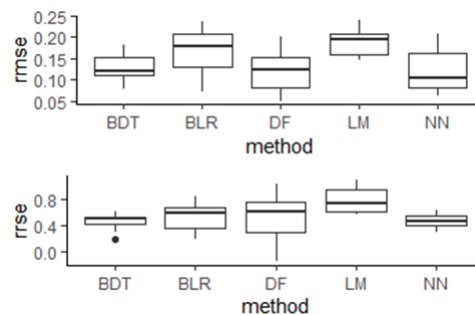 rmse
0.25
0.20
0.15
0.10
0.05
BDT BLR DF LM NN
method
rrse
0.8
0.4
0.0
BDT BLR DF LM NN
method